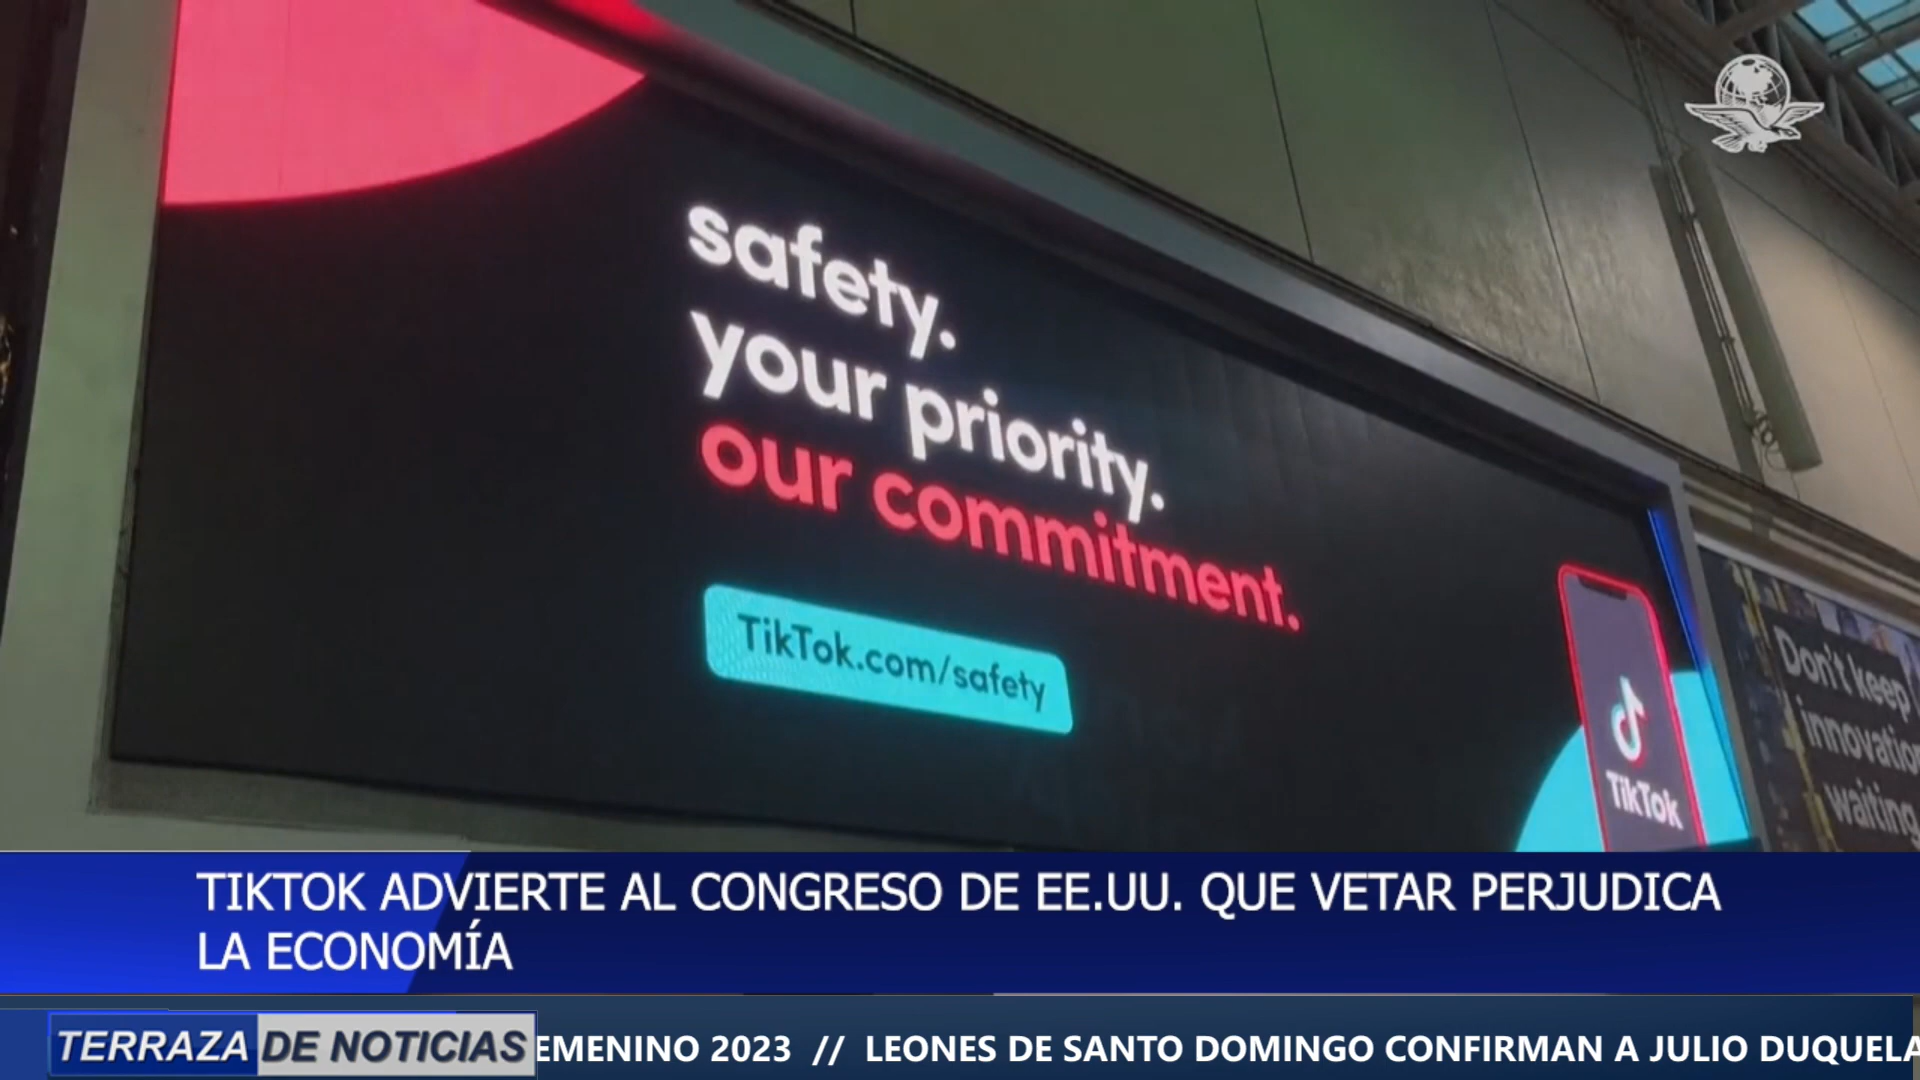 safety.
your priority.
our commitment.
TikTok.com/safety
TikTok
Don't keep
innovation
waiting.
TIKTOK ADVIERTE AL CONGRESO DE EE.UU. QUE VETAR PERJUDICA
LA ECONOMÍA
TERRAZA DE NOTICIAS
EMENINO 2023 // LEONES DE SANTO DOMINGO CONFIRMAN A JULIO DUQUELA